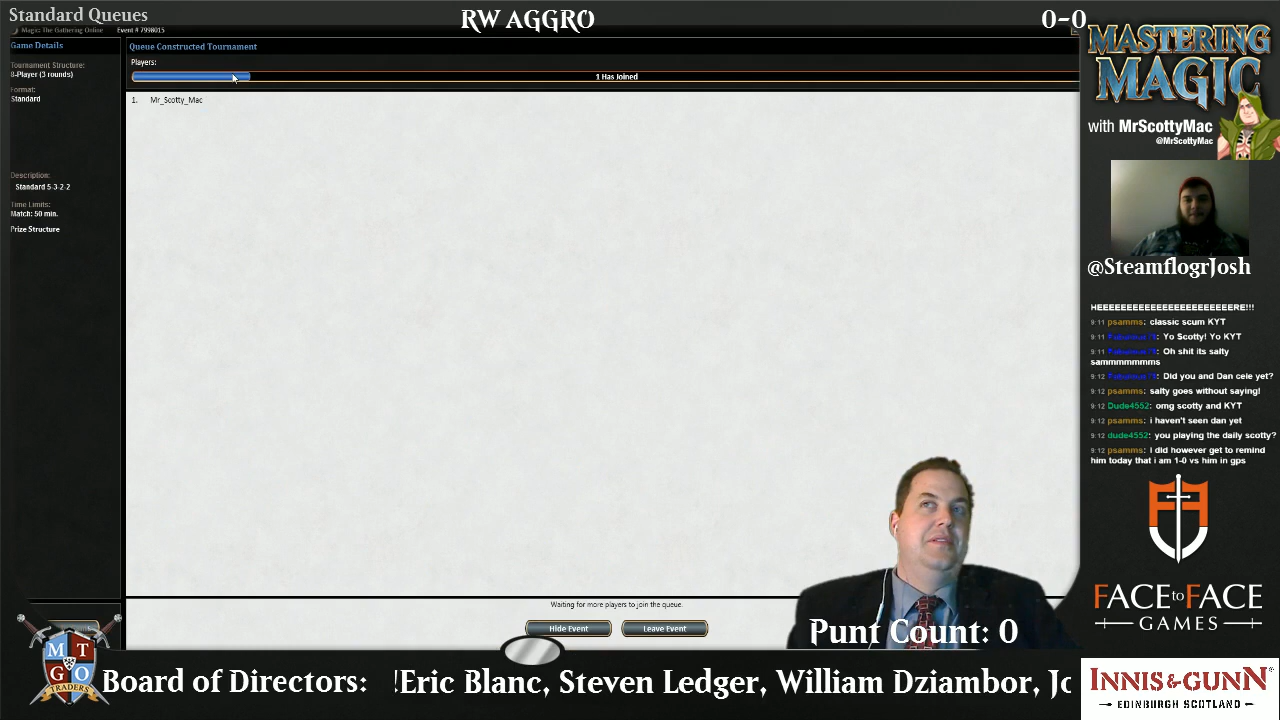 Standard Queues
RW AGGRO
0-0
Magic: The Gathering Online Event # 7998015
Game Details
Tournament Structure:
8-Player (3 rounds)
Format:
Standard
Description:
Standard 5-3-2-2
Time Limits:
Match: 50 min.
Prize Structure
Queue Constructed Tournament
Players:
1 Has Joined
1. Mr_Scotty_Mac
Waiting for more players to join the queue.
Hide Event
Leave Event
MASTERING
MAGIC
with MrScottyMac
@MrScottyMac
@SteamflogrJosh
HEEEEEEEEEEEEEEEEEEEEEEERE!!!
9:11 psamms: classic scum KYT
9:11 : Yo Scotty! Yo KYT
9:11 : Oh shit its salty
sammmmmmms
9:12 : Did you and Dan cele yet?
9:12 psamms: salty goes without saying!
9:12 Dude4552: omg scotty and KYT
9:12 psamms: i haven't seen dan yet
9:12 dude4552: you playing the daily scotty?
9:12 psamms: I did however get to remind
him today that i am 1-0 vs him in gps
FACE to FACE
GAMES
Punt Count: 0
MTGO
TRADERS
Board of Directors: !Eric Blanc, Steven Ledger, William Dziambor, Jo
INNIS & GUNN
EDINBURGH SCOTLAND